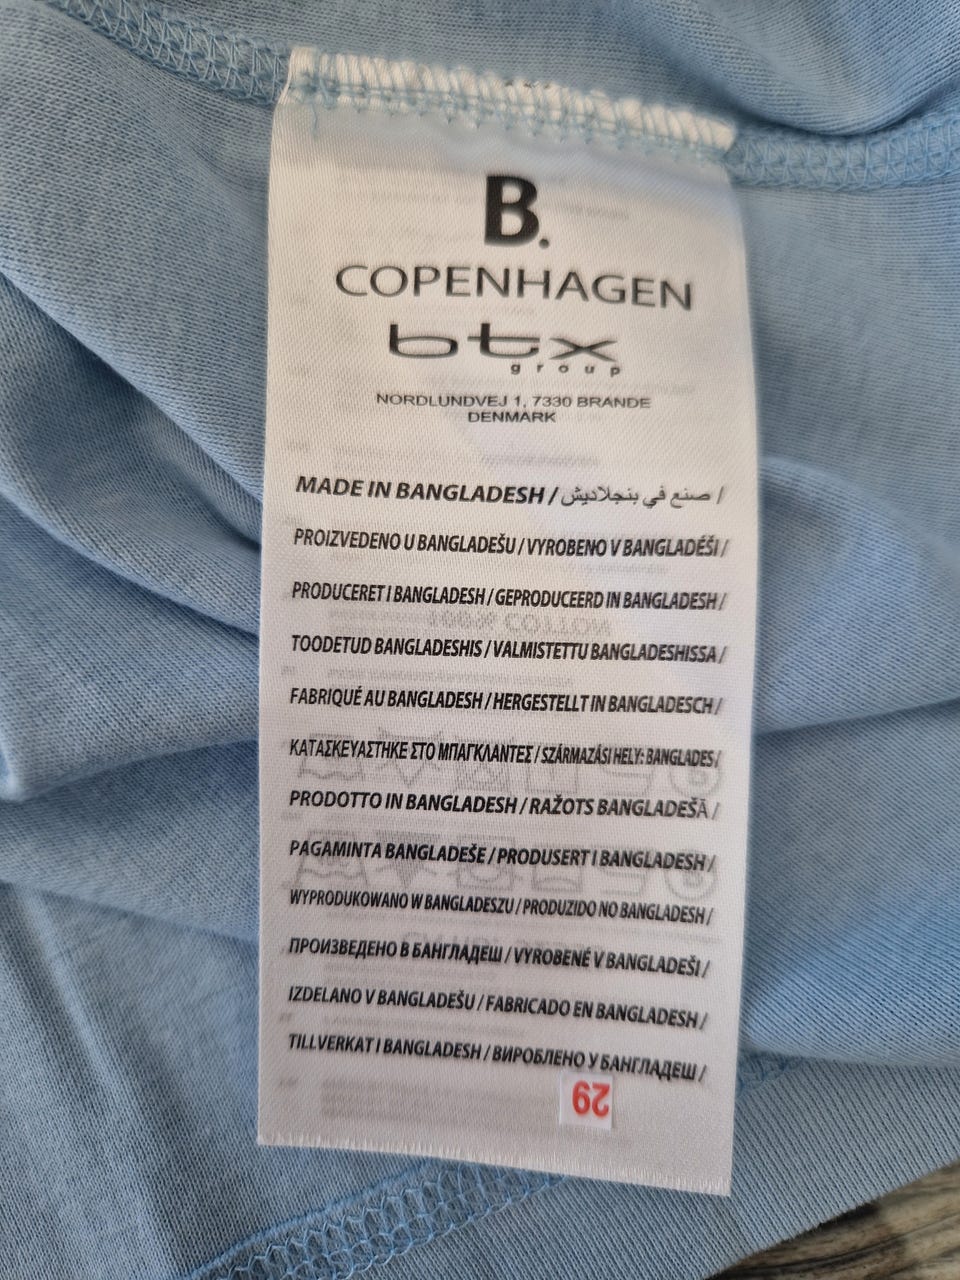 B.
COPENHAGEN
btx
group
NORDLUNDVEJ 1, 7330 BRANDE
DENMARK
MADE IN BANGLADESH / صنع في بنجلاديش /
PROIZVEDENO U BANGLADEŠU / VYROBENO V BANGLADÉŠI /
PRODUCERET I BANGLADESH / GEPRODUCEERD IN BANGLADESH /
TOODETUD BANGLADESHIS / VALMISTETTU BANGLADESHISSA /
FABRIQUÉ AU BANGLADESH / HERGESTELLT IN BANGLADESCH /
ΚΑΤΑΣΚΕΥΑΣΤΗΚΕ ΣΤΟ ΜΠΑΓΚΛΑΝΤΕΣ / SZÁRMAZÁSI HELY: BANGLADES /
PRODOTTO IN BANGLADESH / RAŽOTS BANGLADEŠĀ /
PAGAMINTA BANGLADEŠE / PRODUSERT I BANGLADESH /
WYPRODUKOWANO W BANGLADESZU / PRODUZIDO NO BANGLADESH /
ПРОИЗВЕДЕНО В БАНГЛАДЕШ / VYROBENÉ V BANGLADEŠI /
IZDELANO V BANGLADEŠU / FABRICADO EN BANGLADESH /
TILLVERKAT I BANGLADESH / ВИРОБЛЕНО У БАНГЛАДЕШ /
29
100% COTTON